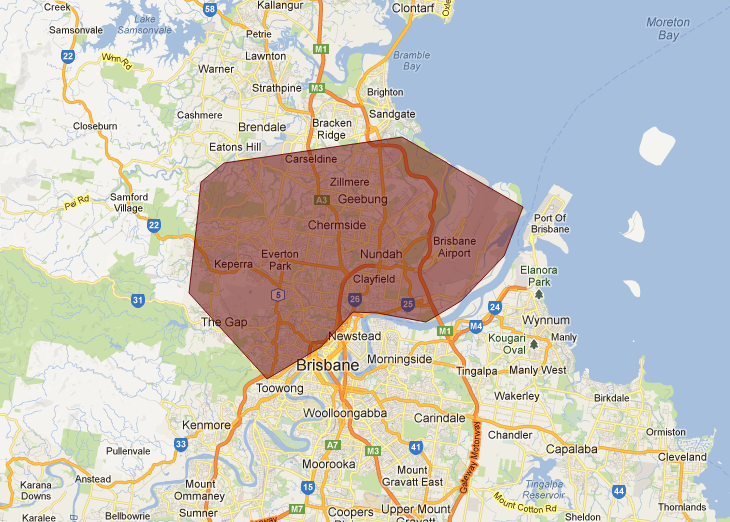 Creek
58
Kallangur
Clontarf
Oxle
Lake
Samsonvale
Samsonvale
Petrie
Moreton
Bay
M1
22
Winn Rd
Lawnton
Bramble
Bay
Warner
Strathpine
M3
Brighton
Cashmere
Sandgate
Closeburn
Brendale
Bracken
Ridge
Eatons Hill
Carseldine
Zillmere
Samford
Village
Pai Rd
A3
Geebung
22
Chermside
Port Of
Brisbane
Brisbane
Airport
Everton
Park
Nundah
Keperra
Elanora
Park
Clayfield
31
5
26
25
24
The Gap
Wynnum
M4
M1
Newstead
Kougari
Oval
Manly
Brisbane
Morningside
Tingalpa
Manly West
Toowong
Wakerley
Birkdale
Woolloongabba
Carindale
Kenmore
Chandler
Ormiston
33
A7
M3
41
Capalaba
Cleveland
Pullenvale
Gateway Motorway
Moorooka
Mount
Gravatt East
Anstead
Karana
Downs
Mount
Ommaney
15
Tingalpa
Reservoir
44
Mount Cotton Rd
Thornlands
Karalee
Bellbowrie
Sumner
M7
Coopers
Upper Mount
Gravatt
Sheldon